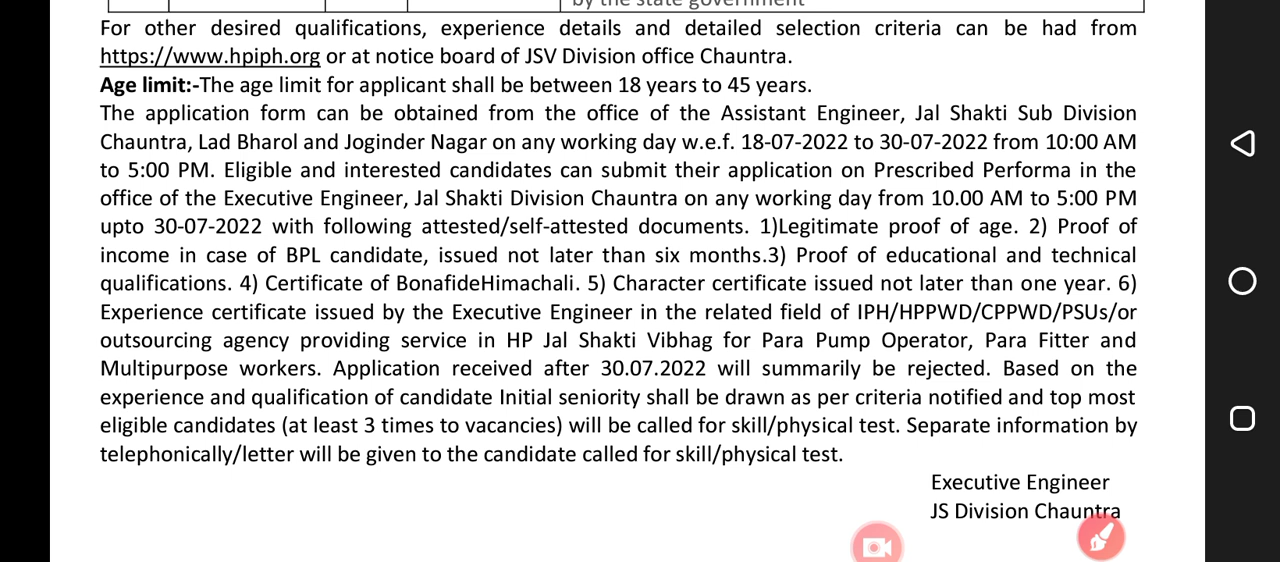 by the state government
For other desired qualifications, experience details and detailed selection criteria can be had from
https://www.hpiph.org or at notice board of JSV Division office Chauntra.
Age limit:-The age limit for applicant shall be between 18 years to 45 years.
The application form can be obtained from the office of the Assistant Engineer, Jal Shakti Sub Division
Chauntra, Lad Bharol and Joginder Nagar on any working day w.e.f. 18-07-2022 to 30-07-2022 from 10:00 AM
to 5:00 PM. Eligible and interested candidates can submit their application on Prescribed Performa in the
office of the Executive Engineer, Jal Shakti Division Chauntra on any working day from 10.00 AM to 5:00 PM
upto 30-07-2022 with following attested/self-attested documents. 1)Legitimate proof of age. 2) Proof of
income in case of BPL candidate, issued not later than six months.3) Proof of educational and technical
qualifications. 4) Certificate of BonafideHimachali. 5) Character certificate issued not later than one year. 6)
Experience certificate issued by the Executive Engineer in the related field of IPH/HPPWD/CPPWD/PSUs/or
outsourcing agency providing service in HP Jal Shakti Vibhag for Para Pump Operator, Para Fitter and
Multipurpose workers. Application received after 30.07.2022 will summarily be rejected. Based on the
experience and qualification of candidate Initial seniority shall be drawn as per criteria notified and top most
eligible candidates (at least 3 times to vacancies) will be called for skill/physical test. Separate information by
telephonically/letter will be given to the candidate called for skill/physical test.
Executive Engineer
JS Division Chauntra